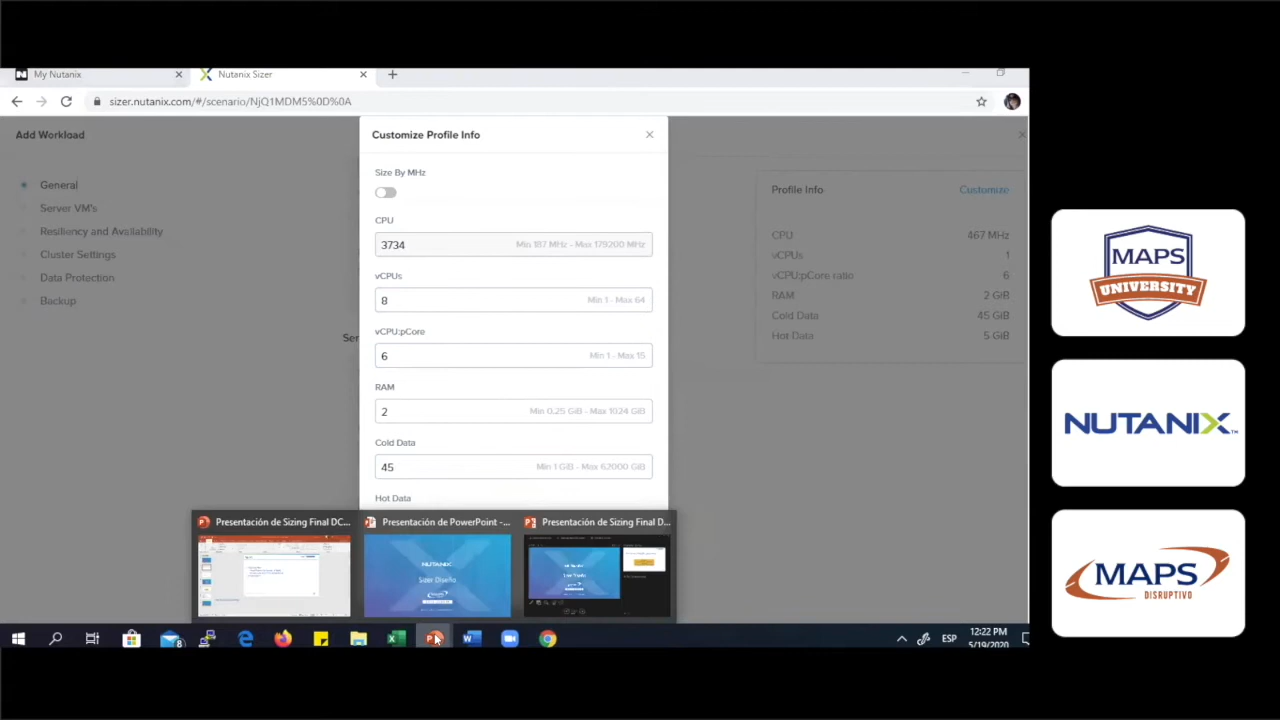 My Nutanix
Nutanix Sizer
sizer.nutanix.com/#/scenario/NjQ1MDM5%0D%0A
Add Workload
General
Server VM's
Resiliency and Availability
Cluster Settings
Data Protection
Backup
Ser
Customize Profile Info
Size By MHz
CPU
3734 Min 187 MHz - Max 179200 MHz
vCPUs
8 Min 1 - Max 64
vCPU:pCore
6 Min 1 - Max 15
RAM
2 Min 0.25 GiB - Max 1024 GiB
Cold Data
45 Min 1 GiB - Max 62000 GiB
Hot Data
Profile Info Customize
CPU 467 MHz
vCPUs 1
vCPU:pCore ratio 6
RAM 2 GiB
Cold Data 45 GiB
Hot Data 5 GiB
Presentación de Sizing Final DC...
Presentación de PowerPoint -...
Presentación de Sizing Final D...
NUTANIX
Sizer Diseño
8
ESP
12:22 PM
5/19/2020
MAPS
UNIVERSITY
NUTANIX™
MAPS
DISRUPTIVO